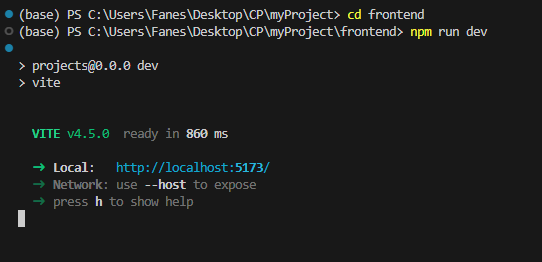 (base) PS C:\Users\Fanes\Desktop\CP\myProject> cd frontend
(base) PS C:\Users\Fanes\Desktop\CP\myProject\frontend> npm run dev
> projects@0.0.0 dev
> vite
VITE v4.5.0 ready in 860 ms
➜ Local: http://localhost:5173/
➜ Network: use --host to expose
➜ press h to show help